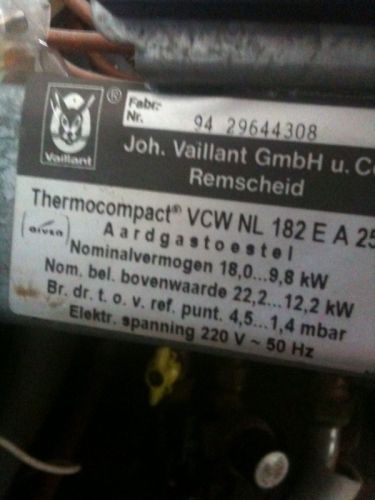 Vaillant
®
Fabr.-
Nr. 94 29644308
Joh. Vaillant GmbH u. Co
Remscheid
Thermocompact® VCW NL 182 E A 25
GIVEG
Aardgastoestel
Nominalvermogen 18,0...9,8 kW
Nom. bel. bovenwaarde 22,2...12,2 kW
Br. dr. t. o. v. ref. punt. 4,5...1,4 mbar
Elektr. spanning 220 V ~ 50 Hz